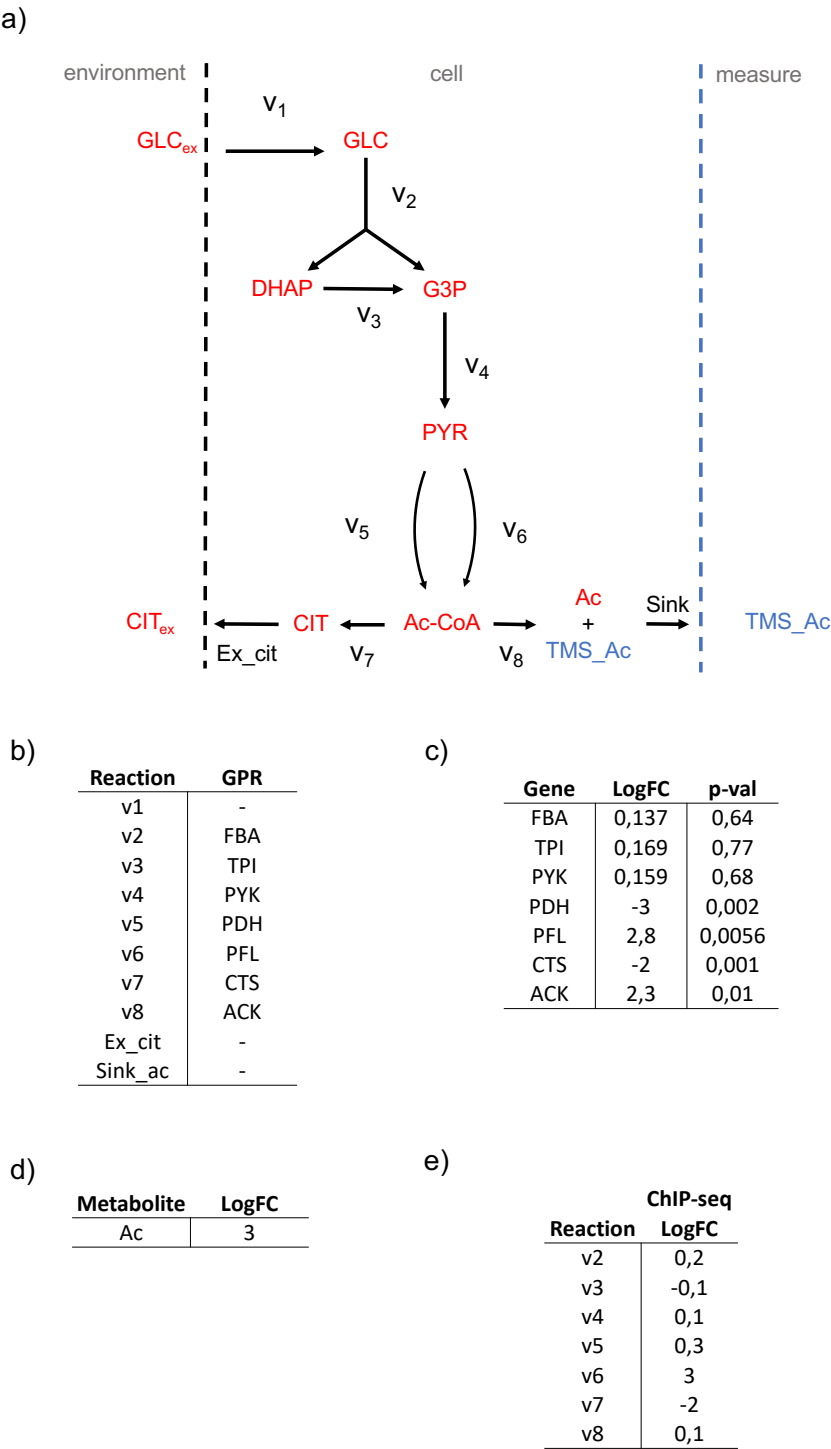 a)
environment cell measure
v1
GLCex GLC
v2
DHAP G3P
v3
v4
PYR
v5 v6
Ac Sink
CITex CIT Ac-CoA + TMS_Ac
TMS_Ac
Ex_cit v7 v8
b)
Reaction GPR
v1 -
v2 FBA
v3 TPI
v4 PYK
v5 PDH
v6 PFL
v7 CTS
v8 ACK
Ex_cit -
Sink_ac -
c)
Gene LogFC p-val
FBA 0,137 0,64
TPI 0,169 0,77
PYK 0,159 0,68
PDH -3 0,002
PFL 2,8 0,0056
CTS -2 0,001
ACK 2,3 0,01
d)
Metabolite LogFC
Ac 3
e)
ChIP-seq
Reaction LogFC
v2 0,2
v3 -0,1
v4 0,1
v5 0,3
v6 3
v7 -2
v8 0,1